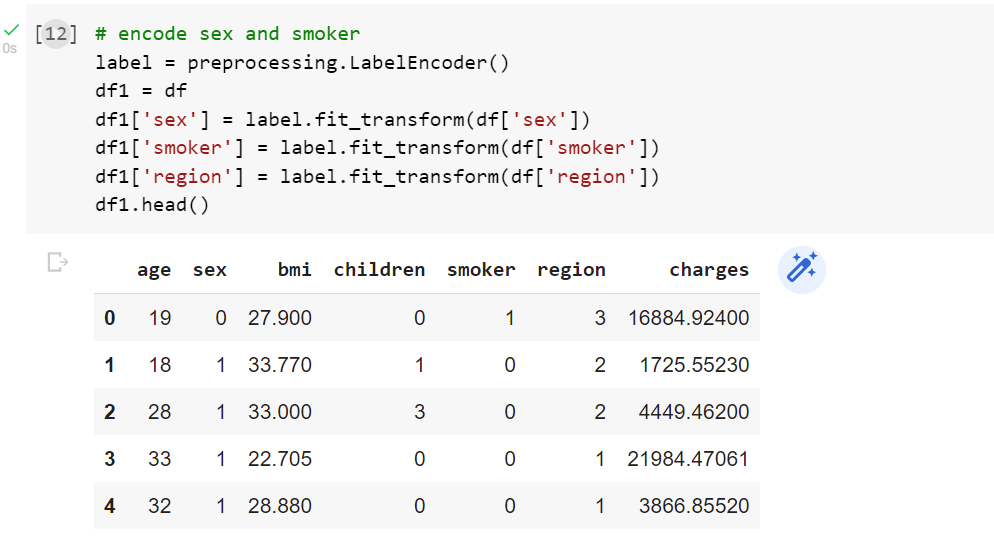 [12] # encode sex and smoker
0s
label = preprocessing.LabelEncoder()
df1 = df
df1['sex'] = label.fit_transform(df['sex'])
df1['smoker'] = label.fit_transform(df['smoker'])
df1['region'] = label.fit_transform(df['region'])
df1.head()
age sex bmi children smoker region charges
0 19 0 27.900 0 1 3 16884.92400
1 18 1 33.770 1 0 2 1725.55230
2 28 1 33.000 3 0 2 4449.46200
3 33 1 22.705 0 0 1 21984.47061
4 32 1 28.880 0 0 1 3866.85520